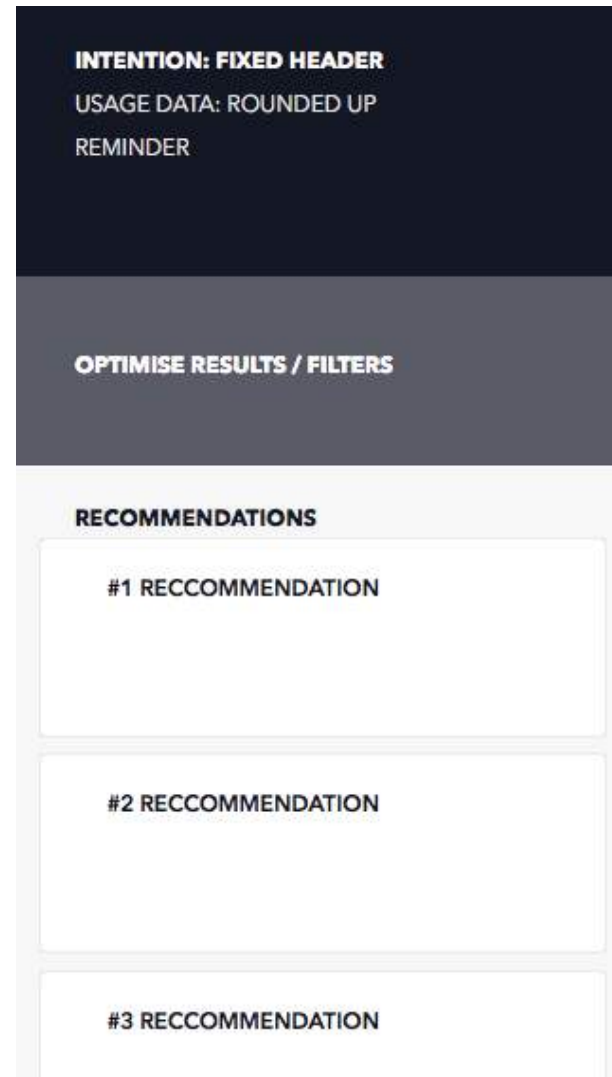 INTENTION: FIXED HEADER
USAGE DATA: ROUNDED UP
REMINDER
OPTIMISE RESULTS / FILTERS
RECOMMENDATIONS
#1 RECCOMMENDATION
#2 RECCOMMENDATION
#3 RECCOMMENDATION